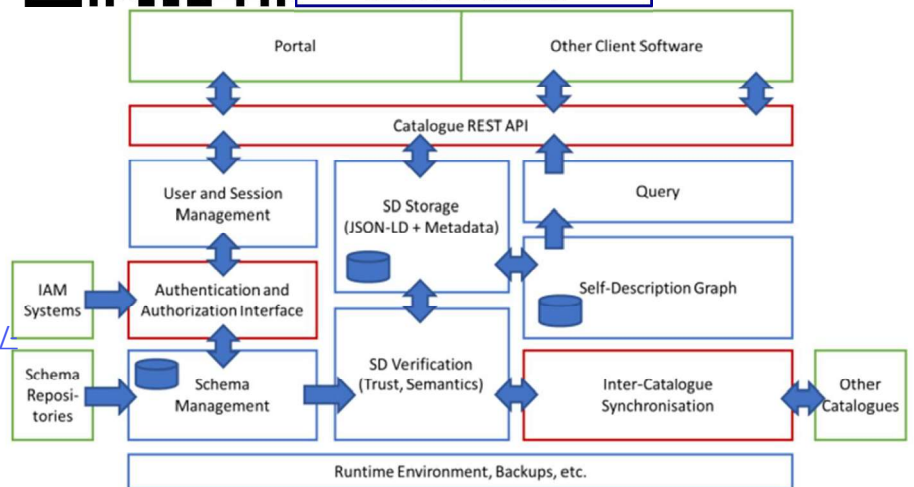 Portal
Other Client Software
Catalogue REST API
User and Session
Management
SD Storage
(JSON-LD + Metadata)
Query
IAM
Systems
Authentication and
Authorization Interface
Self-Description Graph
Schema
Reposi-
tories
Schema
Management
SD Verification
(Trust, Semantics)
Inter-Catalogue
Synchronisation
Other
Catalogues
Runtime Environment, Backups, etc.